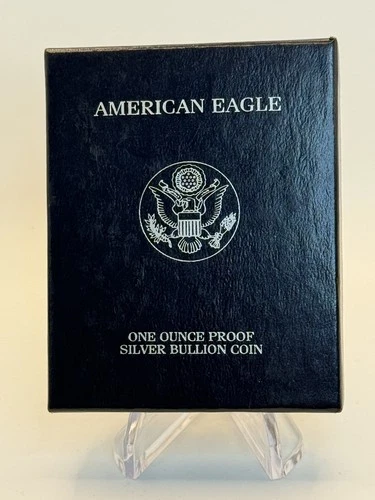 AMERICAN EAGLE
ONE OUNCE PROOF
SILVER BULLION COIN